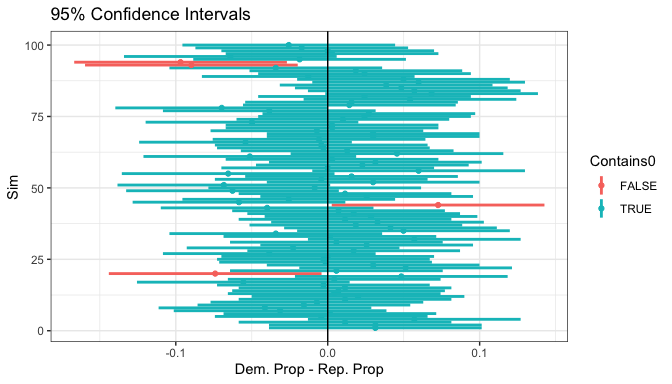 95% Confidence Intervals
100
75
50
25
0
Sim
-0.1
0.0
0.1
Dem. Prop - Rep. Prop
Contains0
FALSE
TRUE